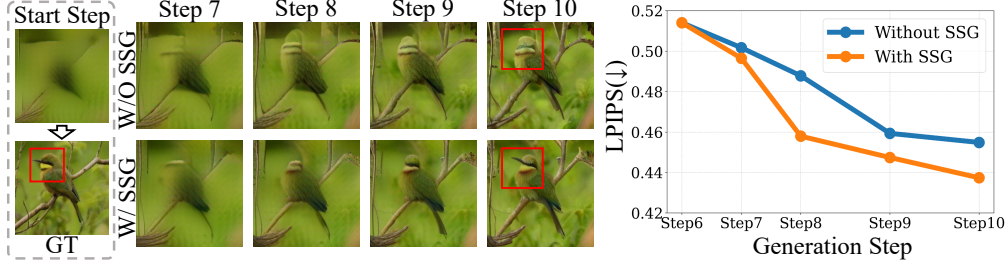 Start Step
Step 7
Step 8
Step 9
Step 10
W/O SSG
W/ SSG
GT
0.52
0.50
0.48
0.46
0.44
0.42
LPIPS(↓)
Without SSG
With SSG
Step6
Step7
Step8
Step9
Step10
Generation Step